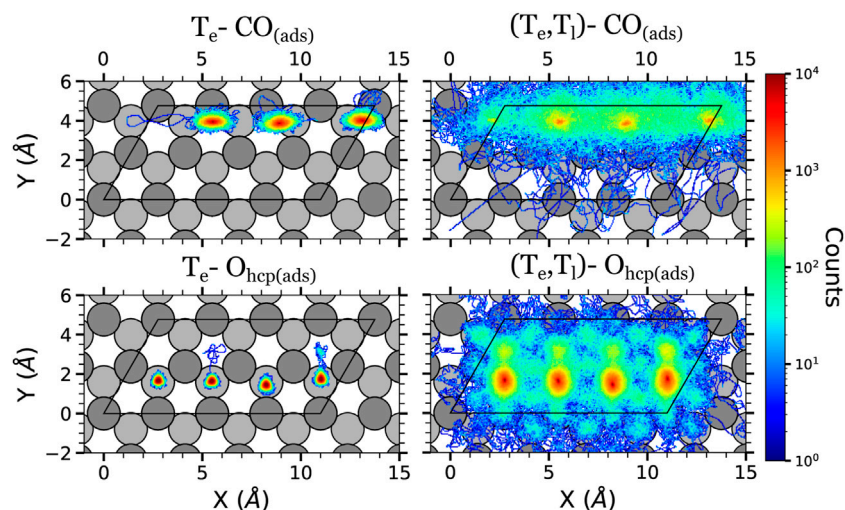 Te- CO(ads) (Te,Tl)- CO(ads)
0 5 10 15 0 5 10 15
6
4
2
0
−2
Y (Å)
10^4
10^3
10^2
10^1
10^0
Counts
Te- Ohcp(ads) (Te,Tl)- Ohcp(ads)
6
4
2
0
−2
Y (Å)
0 5 10 15 0 5 10 15
X (Å) X (Å)